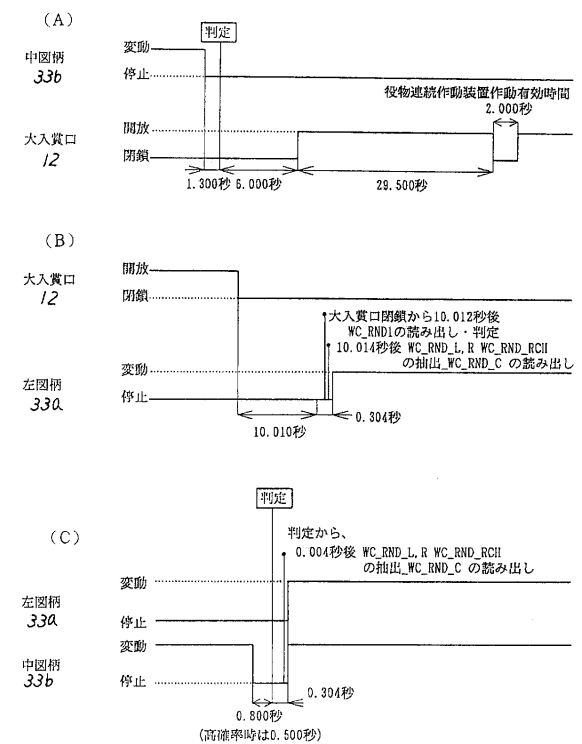 (A)
判定
中図柄
33b
変動
停止
役物連続作動装置作動有効時間
2.000秒
大入賞口
12
開放
閉鎖
1.300秒
6.000秒
29.500秒
(B)
大入賞口
12
開放
閉鎖
大入賞口閉鎖から10.012秒後
WC_RND1の読み出し・判定
10.014秒後 WC_RND_L,R WC_RND_RCH
の抽出_WC_RND_C の読み出し
左図柄
33a
変動
停止
0.304秒
10.010秒
(C)
判定
判定から、
0.004秒後 WC_RND_L,R WC_RND_RCH
の抽出_WC_RND_C の読み出し
左図柄
33a
変動
停止
中図柄
33b
変動
停止
0.304秒
0.800秒
(高確率時は0.500秒)